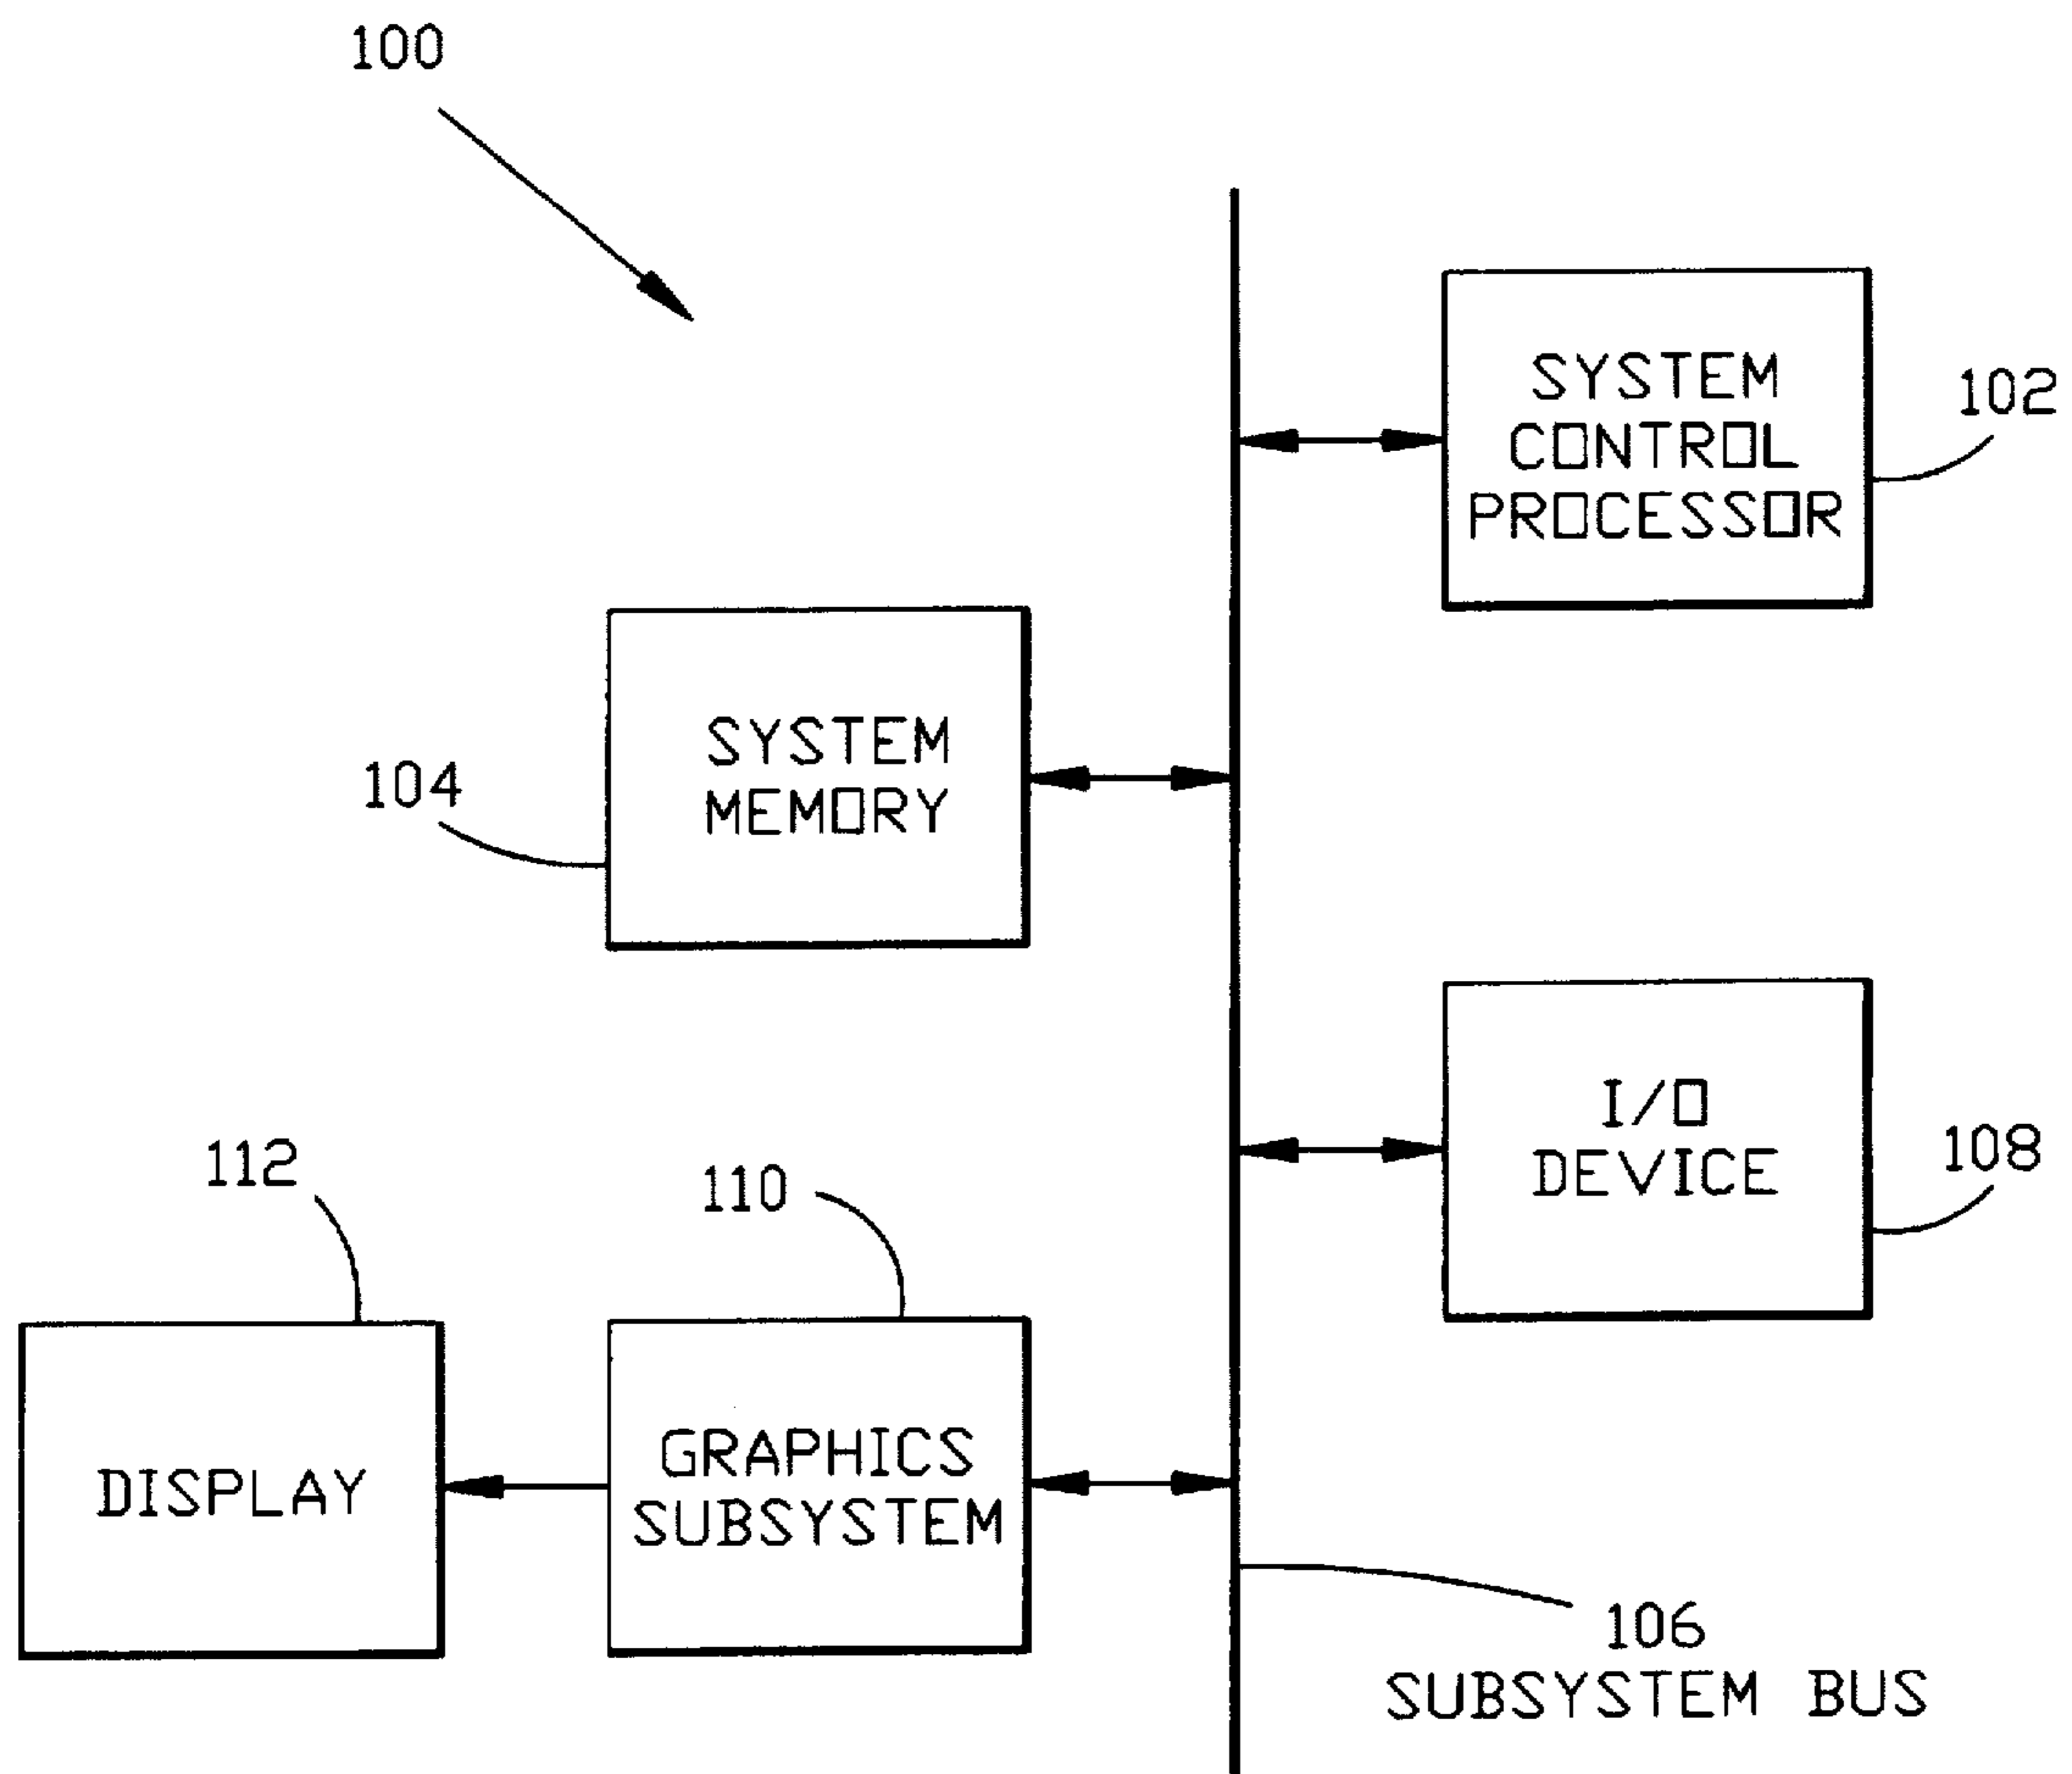 100
SYSTEM
CONTROL
PROCESSOR
102
SYSTEM
MEMORY
104
I/O
DEVICE
108
112
110
DISPLAY
GRAPHICS
SUBSYSTEM
106
SUBSYSTEM BUS